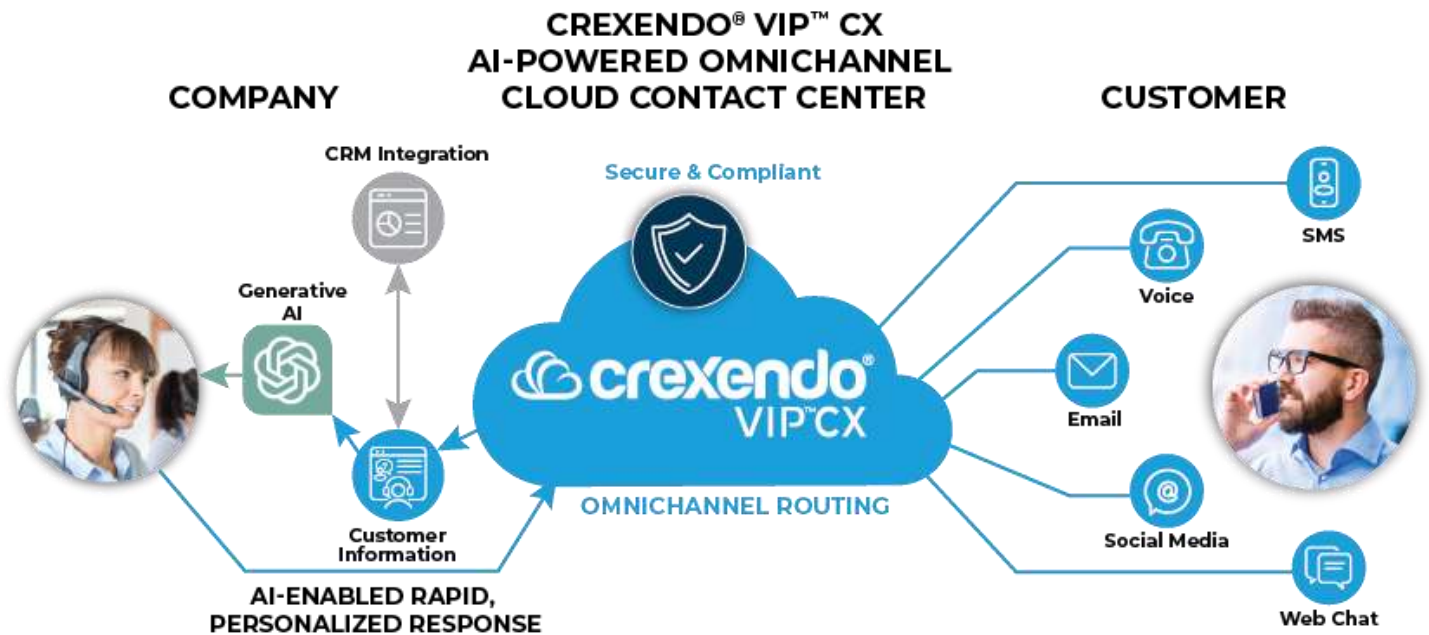 CREXENDO® VIP™ CX
AI-POWERED OMNICHANNEL
CLOUD CONTACT CENTER
COMPANY
CUSTOMER
CRM Integration
Secure & Compliant
SMS
Voice
Generative
AI
crexendo®
VIP™CX
Email
OMNICHANNEL ROUTING
Customer
Information
@
Social Media
Web Chat
AI-ENABLED RAPID,
PERSONALIZED RESPONSE